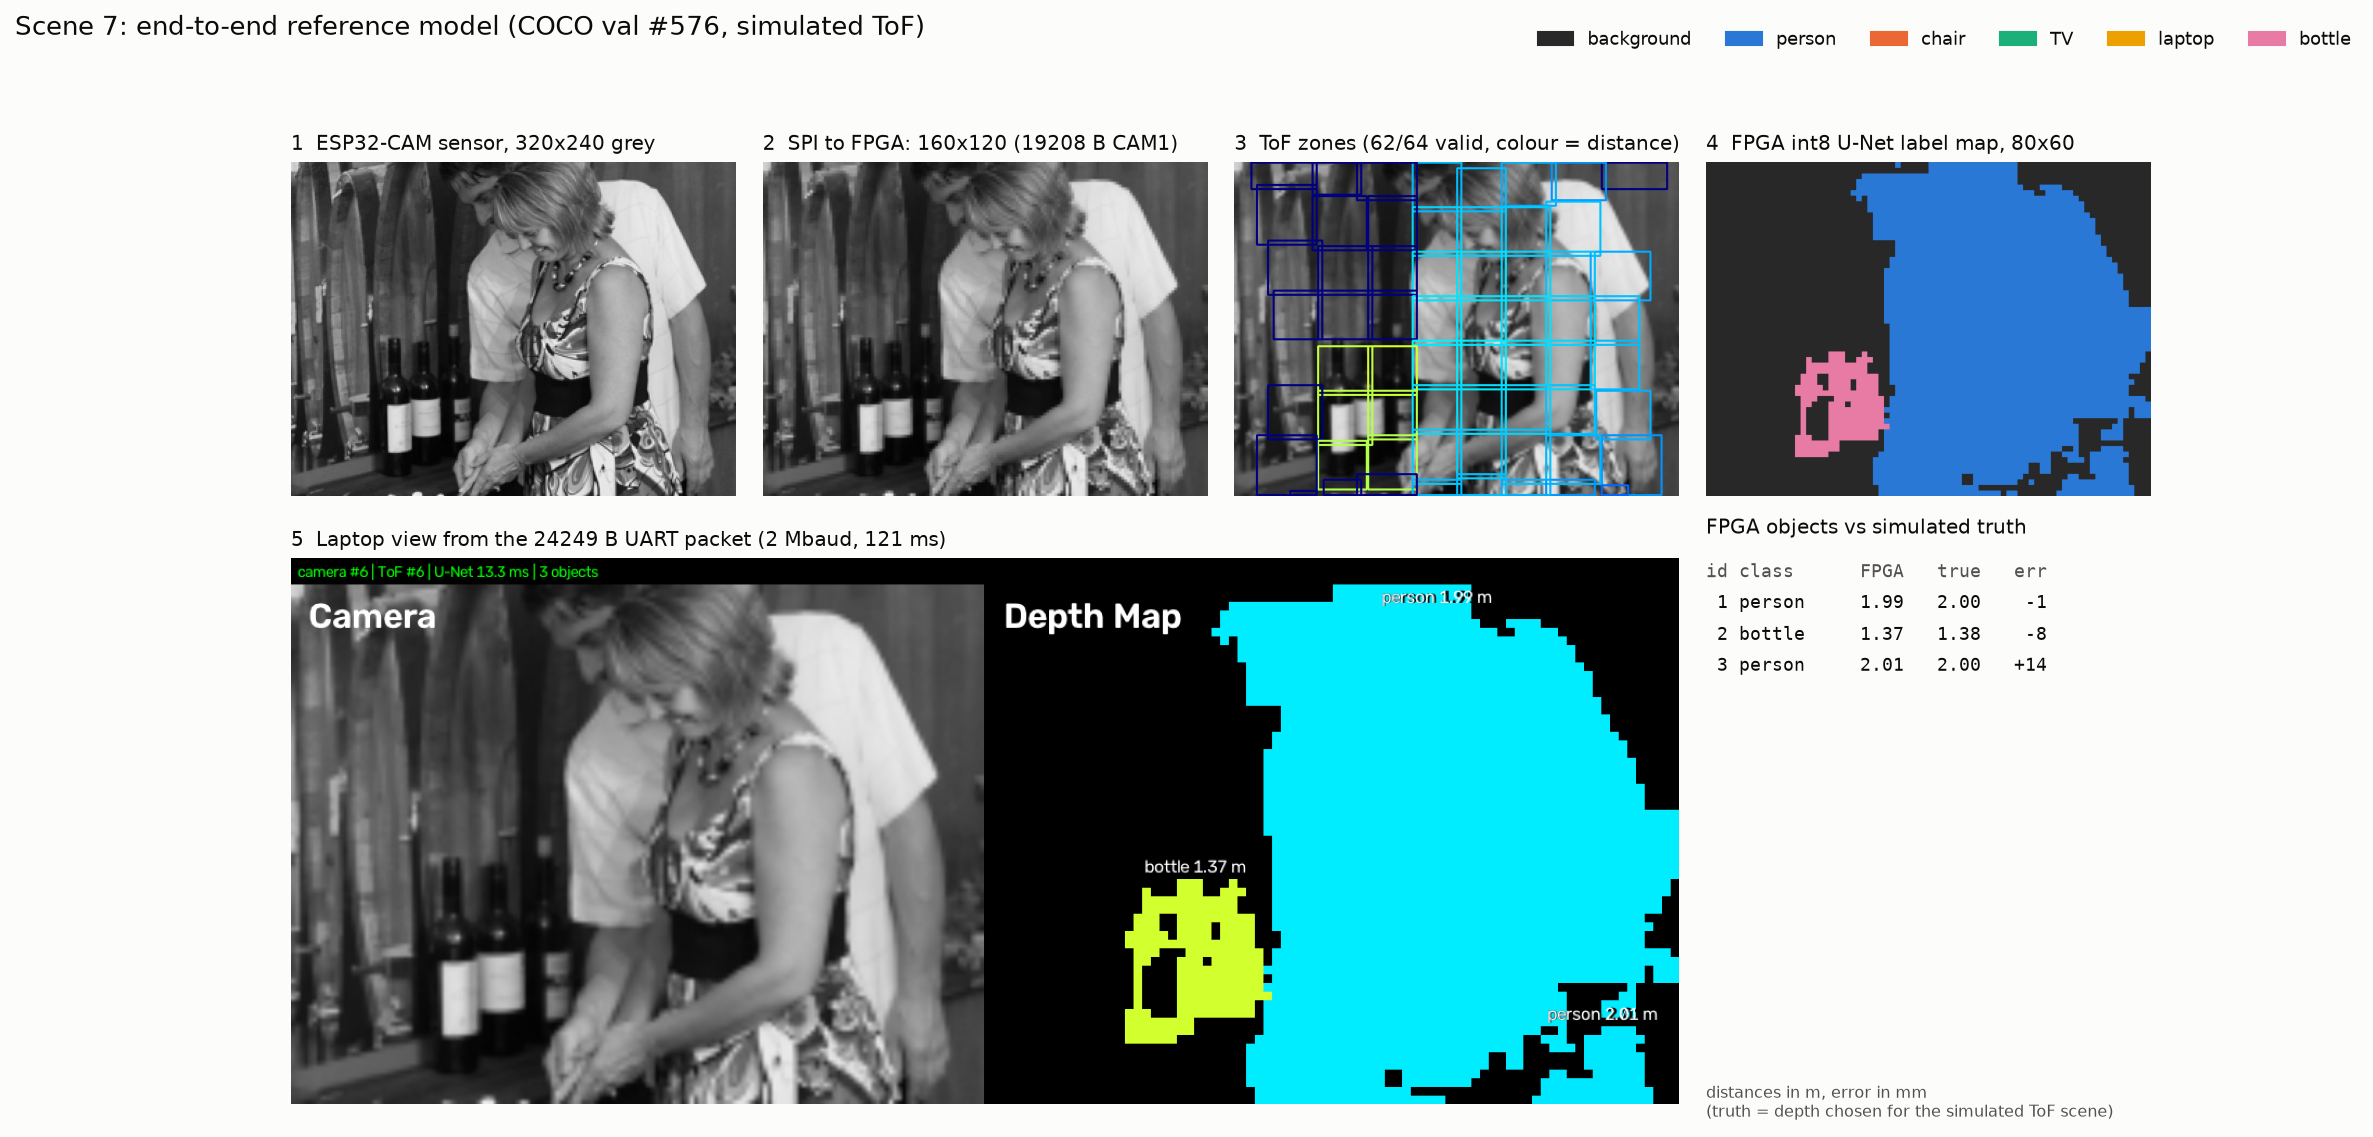 Scene 7: end-to-end reference model (COCO val #576, simulated ToF)
background person chair TV laptop bottle
1 ESP32-CAM sensor, 320x240 grey
2 SPI to FPGA: 160x120 (19208 B CAM1)
3 ToF zones (62/64 valid, colour = distance)
4 FPGA int8 U-Net label map, 80x60
5 Laptop view from the 24249 B UART packet (2 Mbaud, 121 ms)
camera #6 | ToF #6 | U-Net 13.3 ms | 3 objects
Camera
Depth Map
person 1.99 m
bottle 1.37 m
person 2.01 m
FPGA objects vs simulated truth
id class FPGA true err
1 person 1.99 2.00 -1
2 bottle 1.37 1.38 -8
3 person 2.01 2.00 +14
distances in m, error in mm
(truth = depth chosen for the simulated ToF scene)